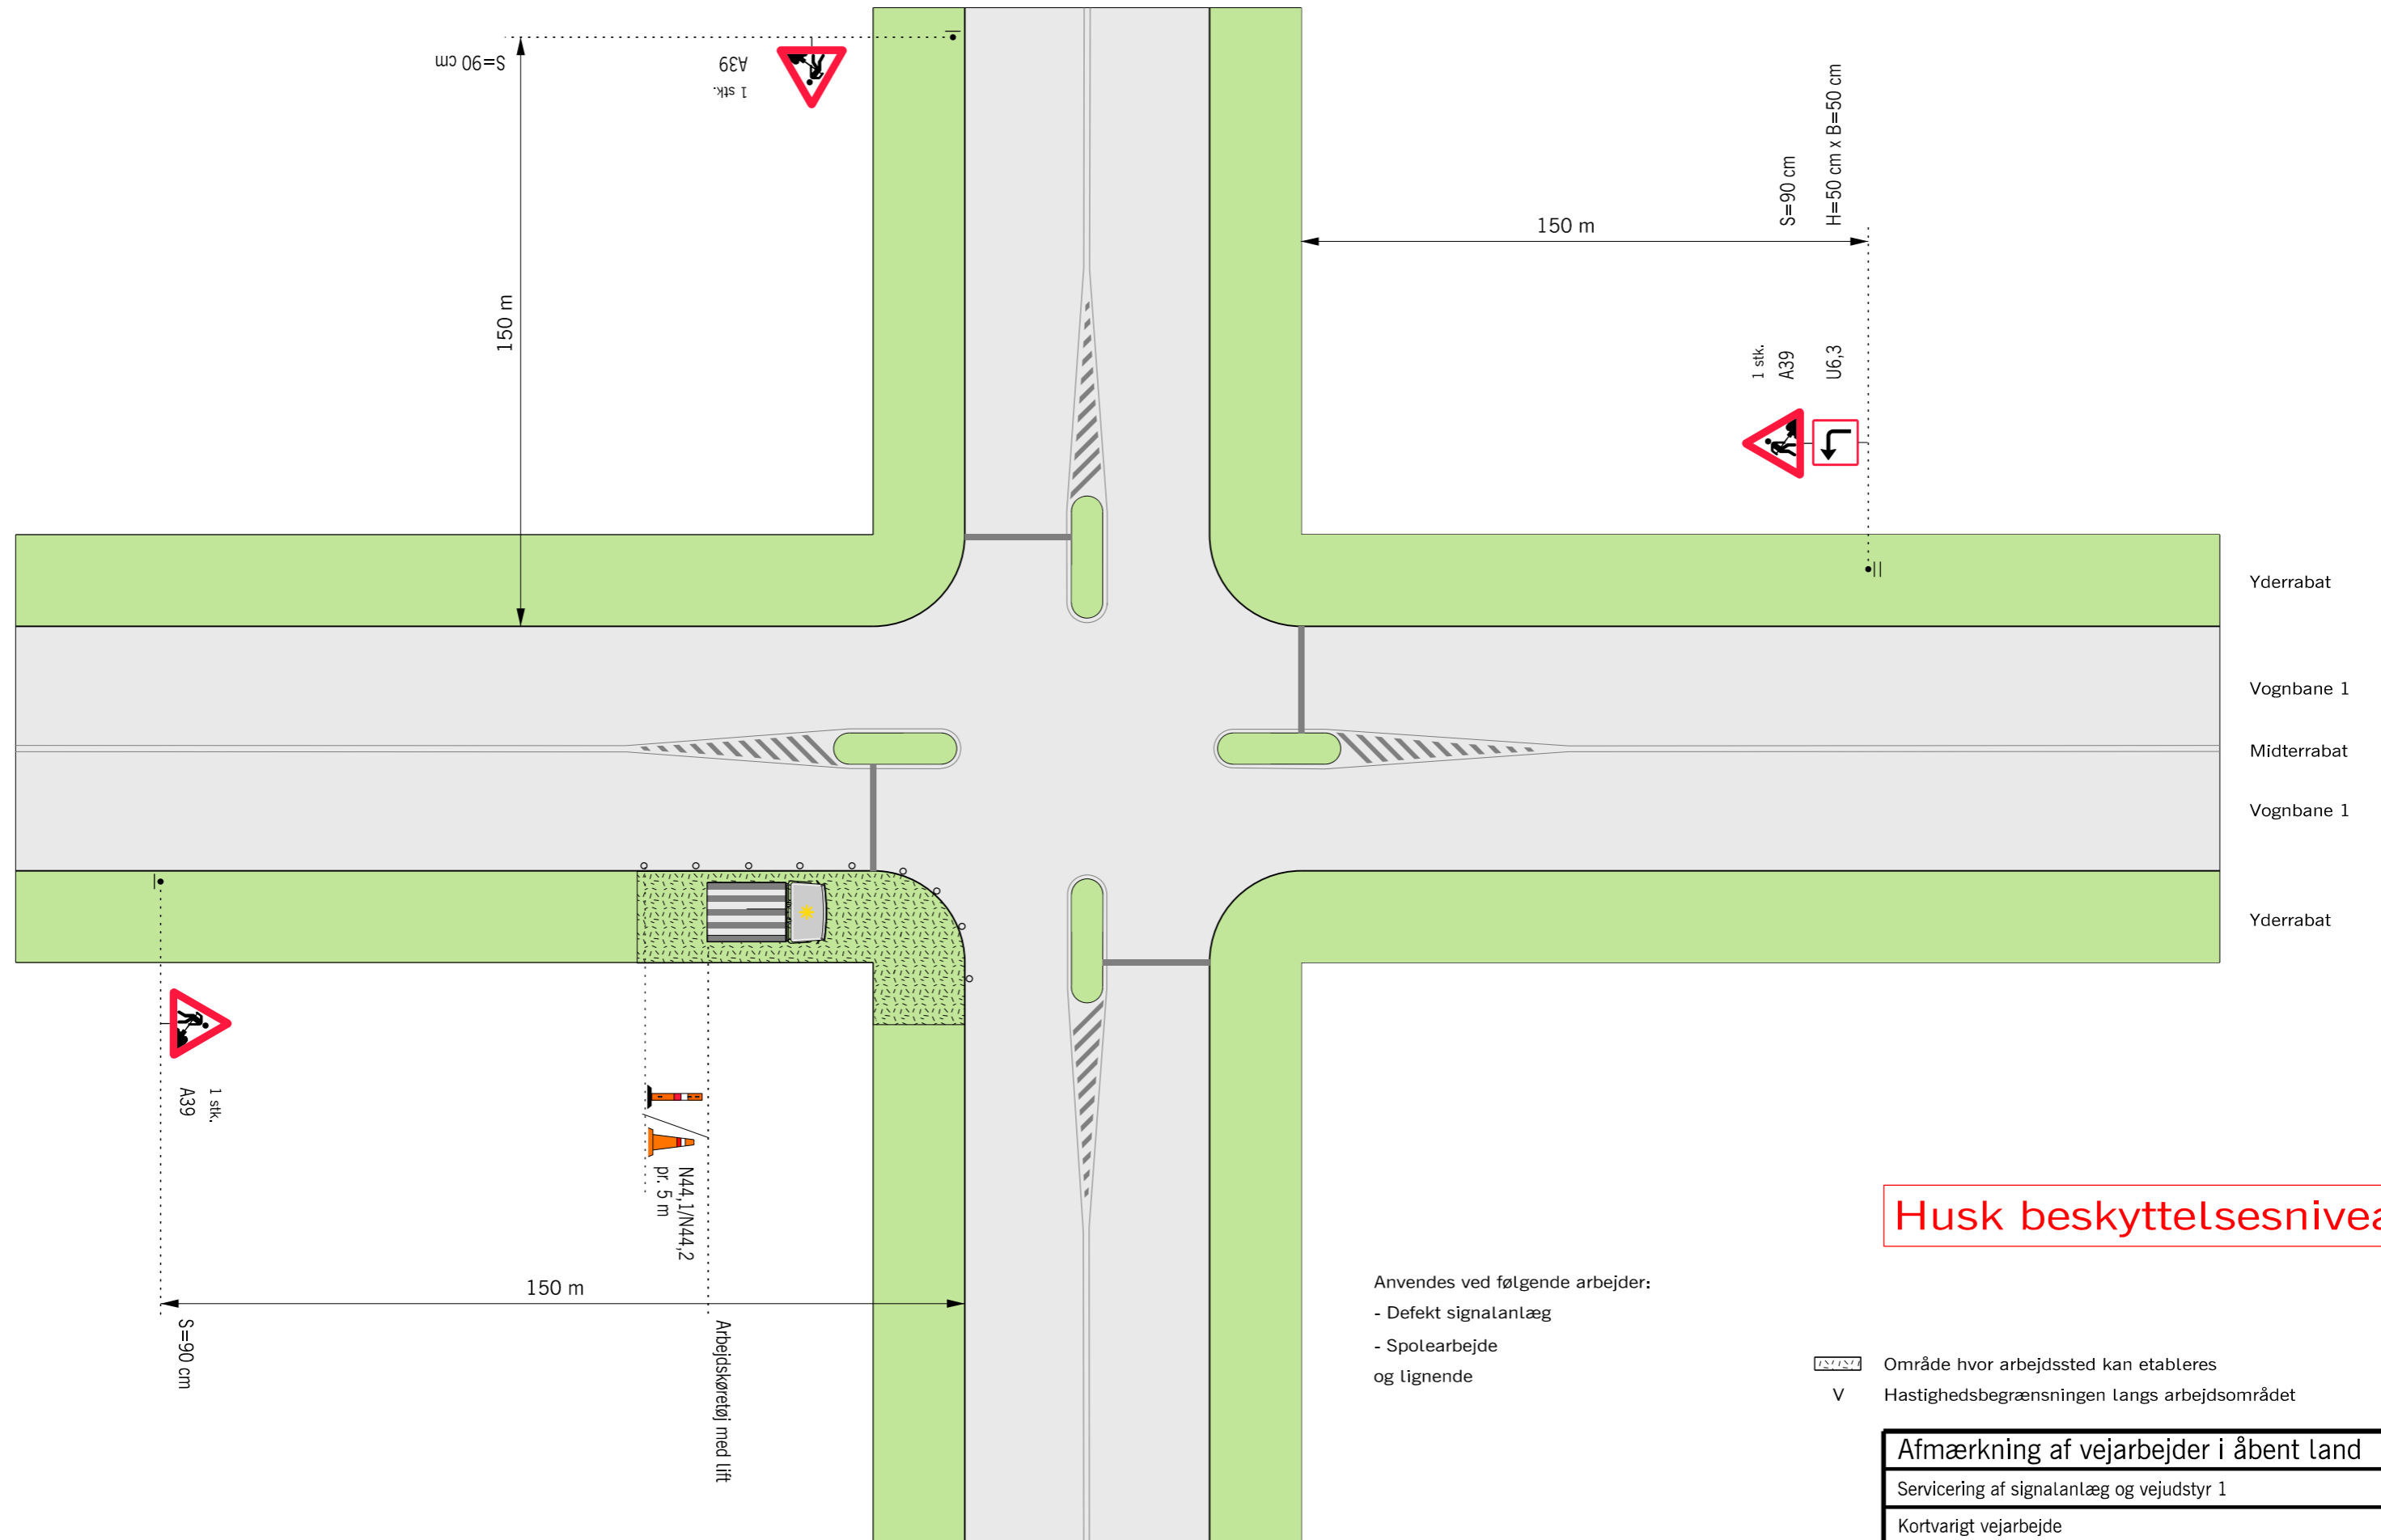 S=90 cm
A39
1 stk.
150 m
150 m
S=90 cm
H=50 cm x B=50 cm
1 stk.
A39
U6,3
Yderrabat
Vognbane 1
Midterrabat
Vognbane 1
Yderrabat
1 stk.
A39
N44,1/N44,2
pr. 5 m
150 m
S=90 cm
Arbejdskøretøj med lift
Husk beskyttelsesnivea
Anvendes ved følgende arbejder:
- Defekt signalanlæg
- Spolearbejde
og lignende
Område hvor arbejdssted kan etableres
V Hastighedsbegrænsningen langs arbejdsområdet
Afmærkning af vejarbejder i åbent land
Servicering af signalanlæg og vejudstyr 1
Kortvarigt vejarbejde